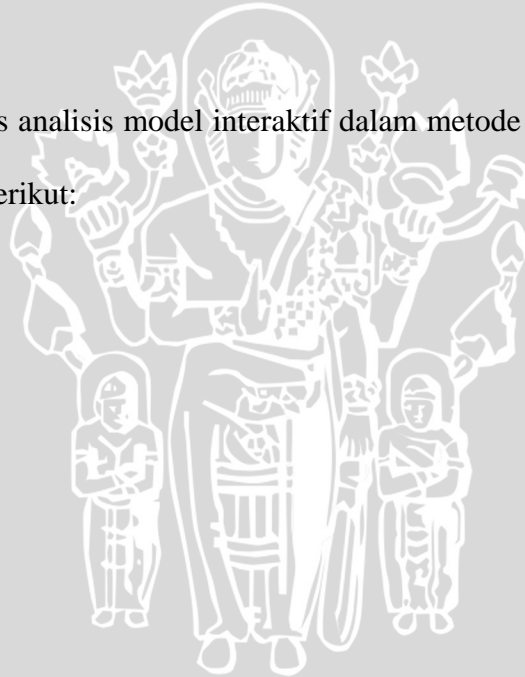 s analisis model interaktif dalam metode
erikut: